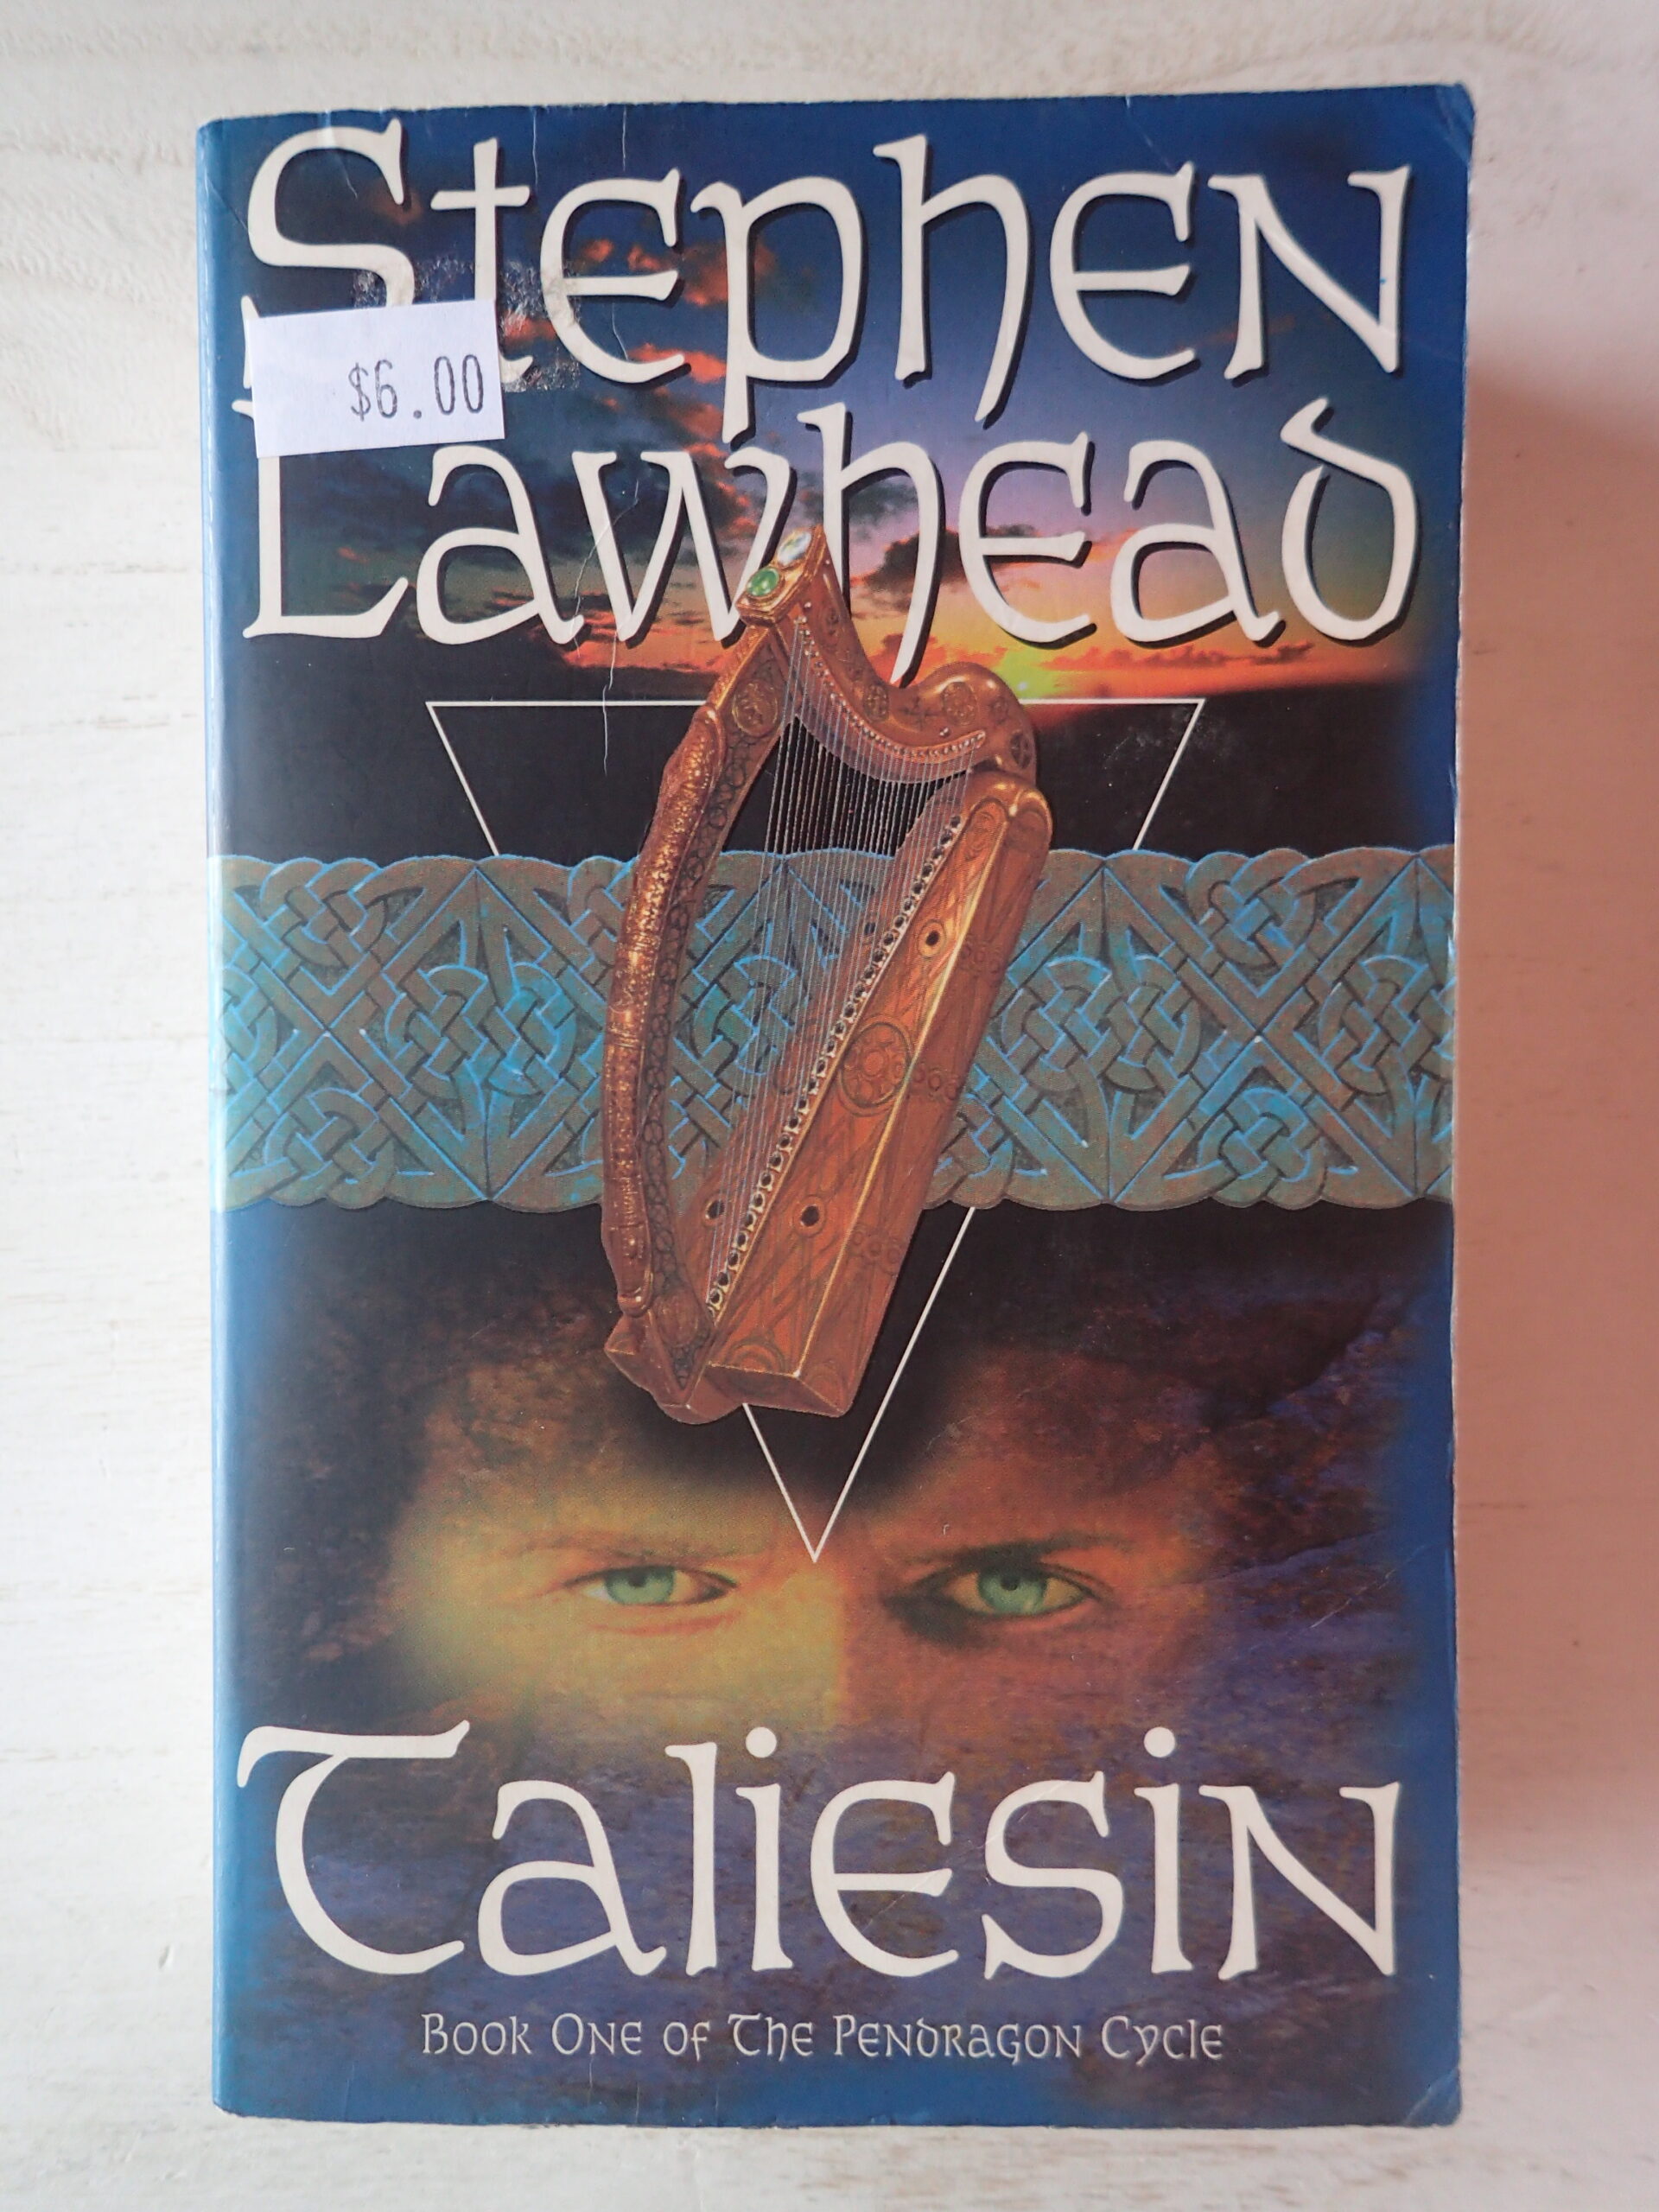 Stephen
$6.00
Lawhead
Taliesin
Book One of The Pendragon Cycle